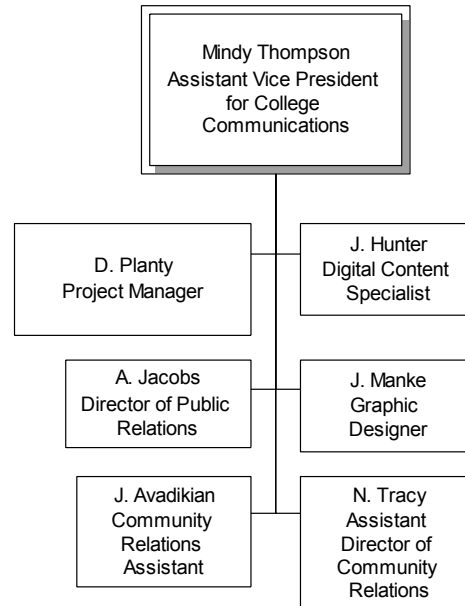 Mindy Thompson
Assistant Vice President
for College
Communications
D. Planty
Project Manager
J. Hunter
Digital Content
Specialist
A. Jacobs
Director of Public
Relations
J. Manke
Graphic
Designer
J. Avadikian
Community
Relations
Assistant
N. Tracy
Assistant
Director of
Community
Relations